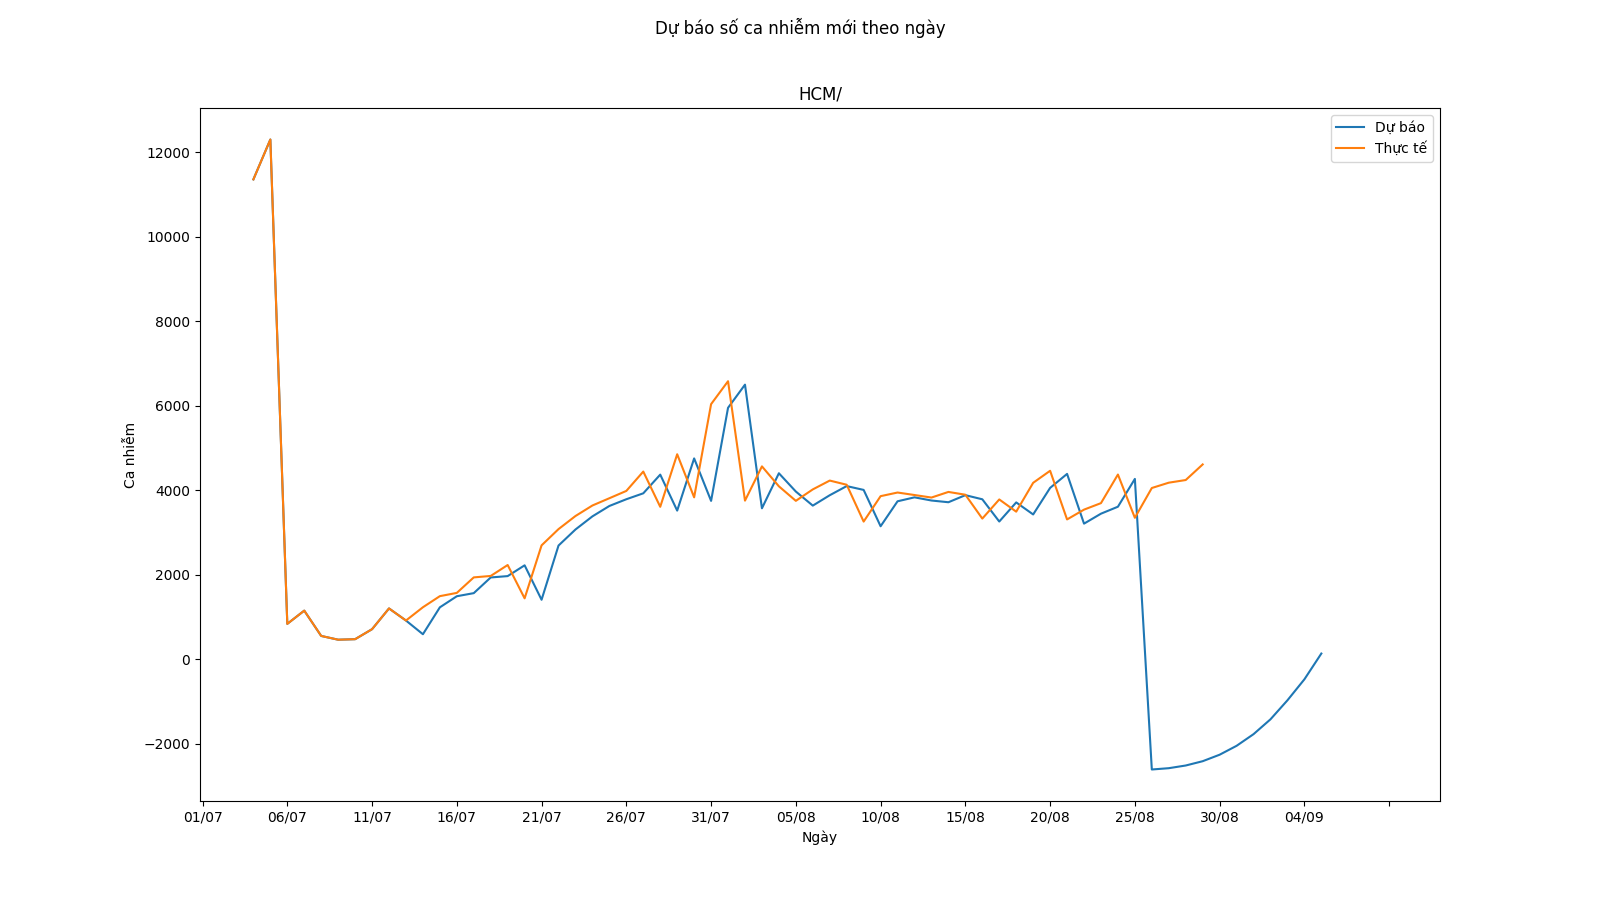 Dự báo số ca nhiễm mới theo ngày
HCM/
Dự báo
Thực tế
12000
10000
8000
6000
4000
2000
0
−2000
Ca nhiễm
01/07 06/07 11/07 16/07 21/07 26/07 31/07 05/08 10/08 15/08 20/08 25/08 30/08 04/09
Ngày